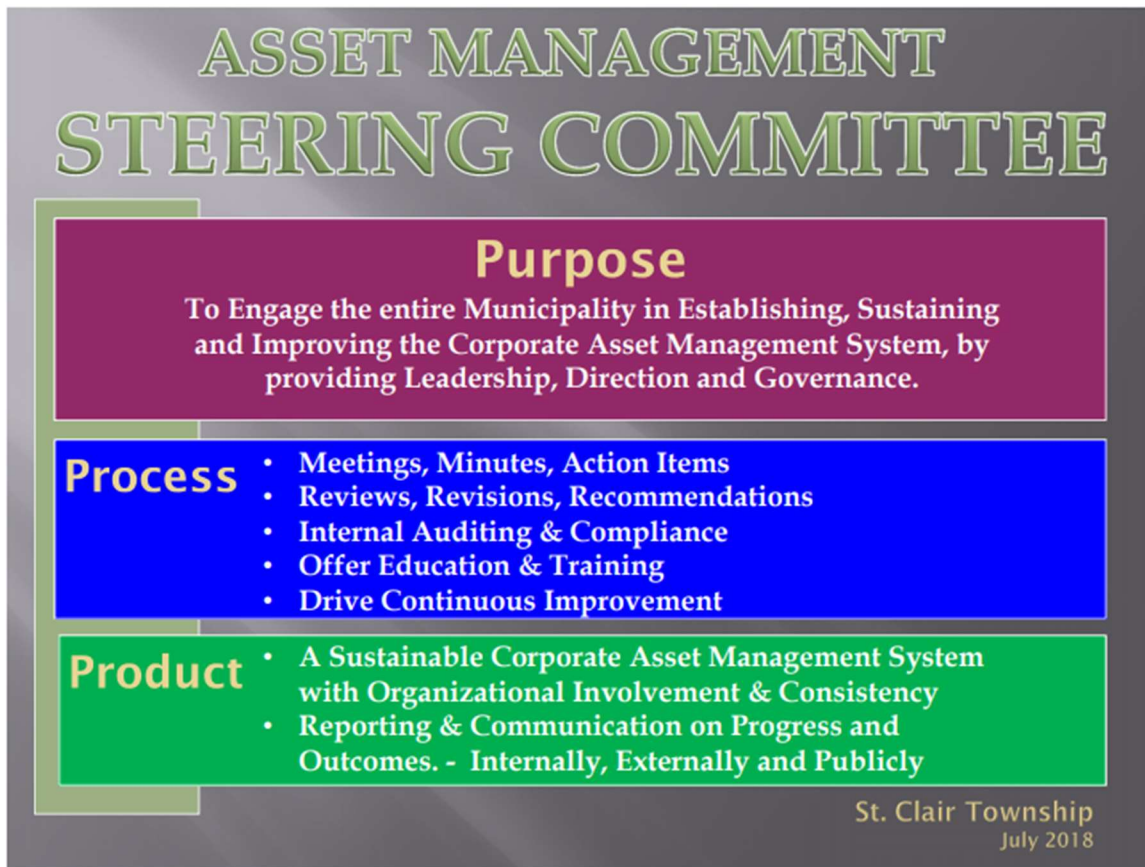 ASSET MANAGEMENT
STEERING COMMITTEE
Purpose
To Engage the entire Municipality in Establishing, Sustaining
and Improving the Corporate Asset Management System, by
providing Leadership, Direction and Governance.
Process
• Meetings, Minutes, Action Items
• Reviews, Revisions, Recommendations
• Internal Auditing & Compliance
• Offer Education & Training
• Drive Continuous Improvement
Product
• A Sustainable Corporate Asset Management System
with Organizational Involvement & Consistency
• Reporting & Communication on Progress and
Outcomes. - Internally, Externally and Publicly
St. Clair Township
July 2018